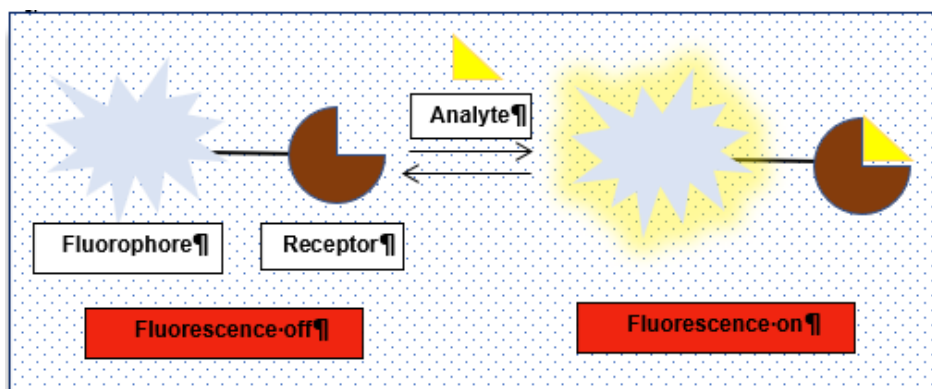 Analyte¶
Fluorophore¶
Receptor¶
Fluorescence·off¶
Fluorescence·on¶